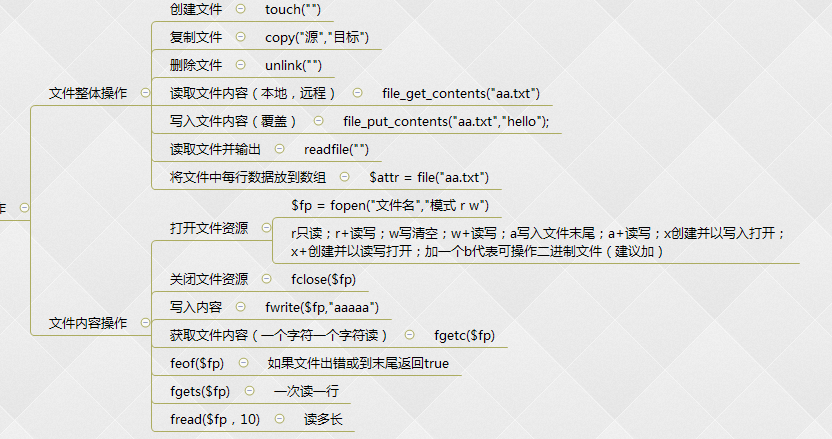 创建文件 touch("")
复制文件 copy("源","目标")
删除文件 unlink("")
文件整体操作 读取文件内容（本地，远程） file_get_contents("aa.txt")
写入文件内容（覆盖） file_put_contents("aa.txt","hello");
读取文件并输出 readfile("")
将文件中每行数据放到数组 $attr = file("aa.txt")
$fp = fopen("文件名","模式 r w")
打开文件资源
r只读；r+读写；w写清空；w+读写；a写入文件末尾；a+读写；x创建并以写入打开；
x+创建并以读写打开；加一个b代表可操作二进制文件（建议加）
关闭文件资源 fclose($fp)
写入内容 fwrite($fp,"aaaaa")
文件内容操作
获取文件内容（一个字符一个字符读） fgetc($fp)
feof($fp) 如果文件出错或到末尾返回true
fgets($fp) 一次读一行
fread($fp，10) 读多长